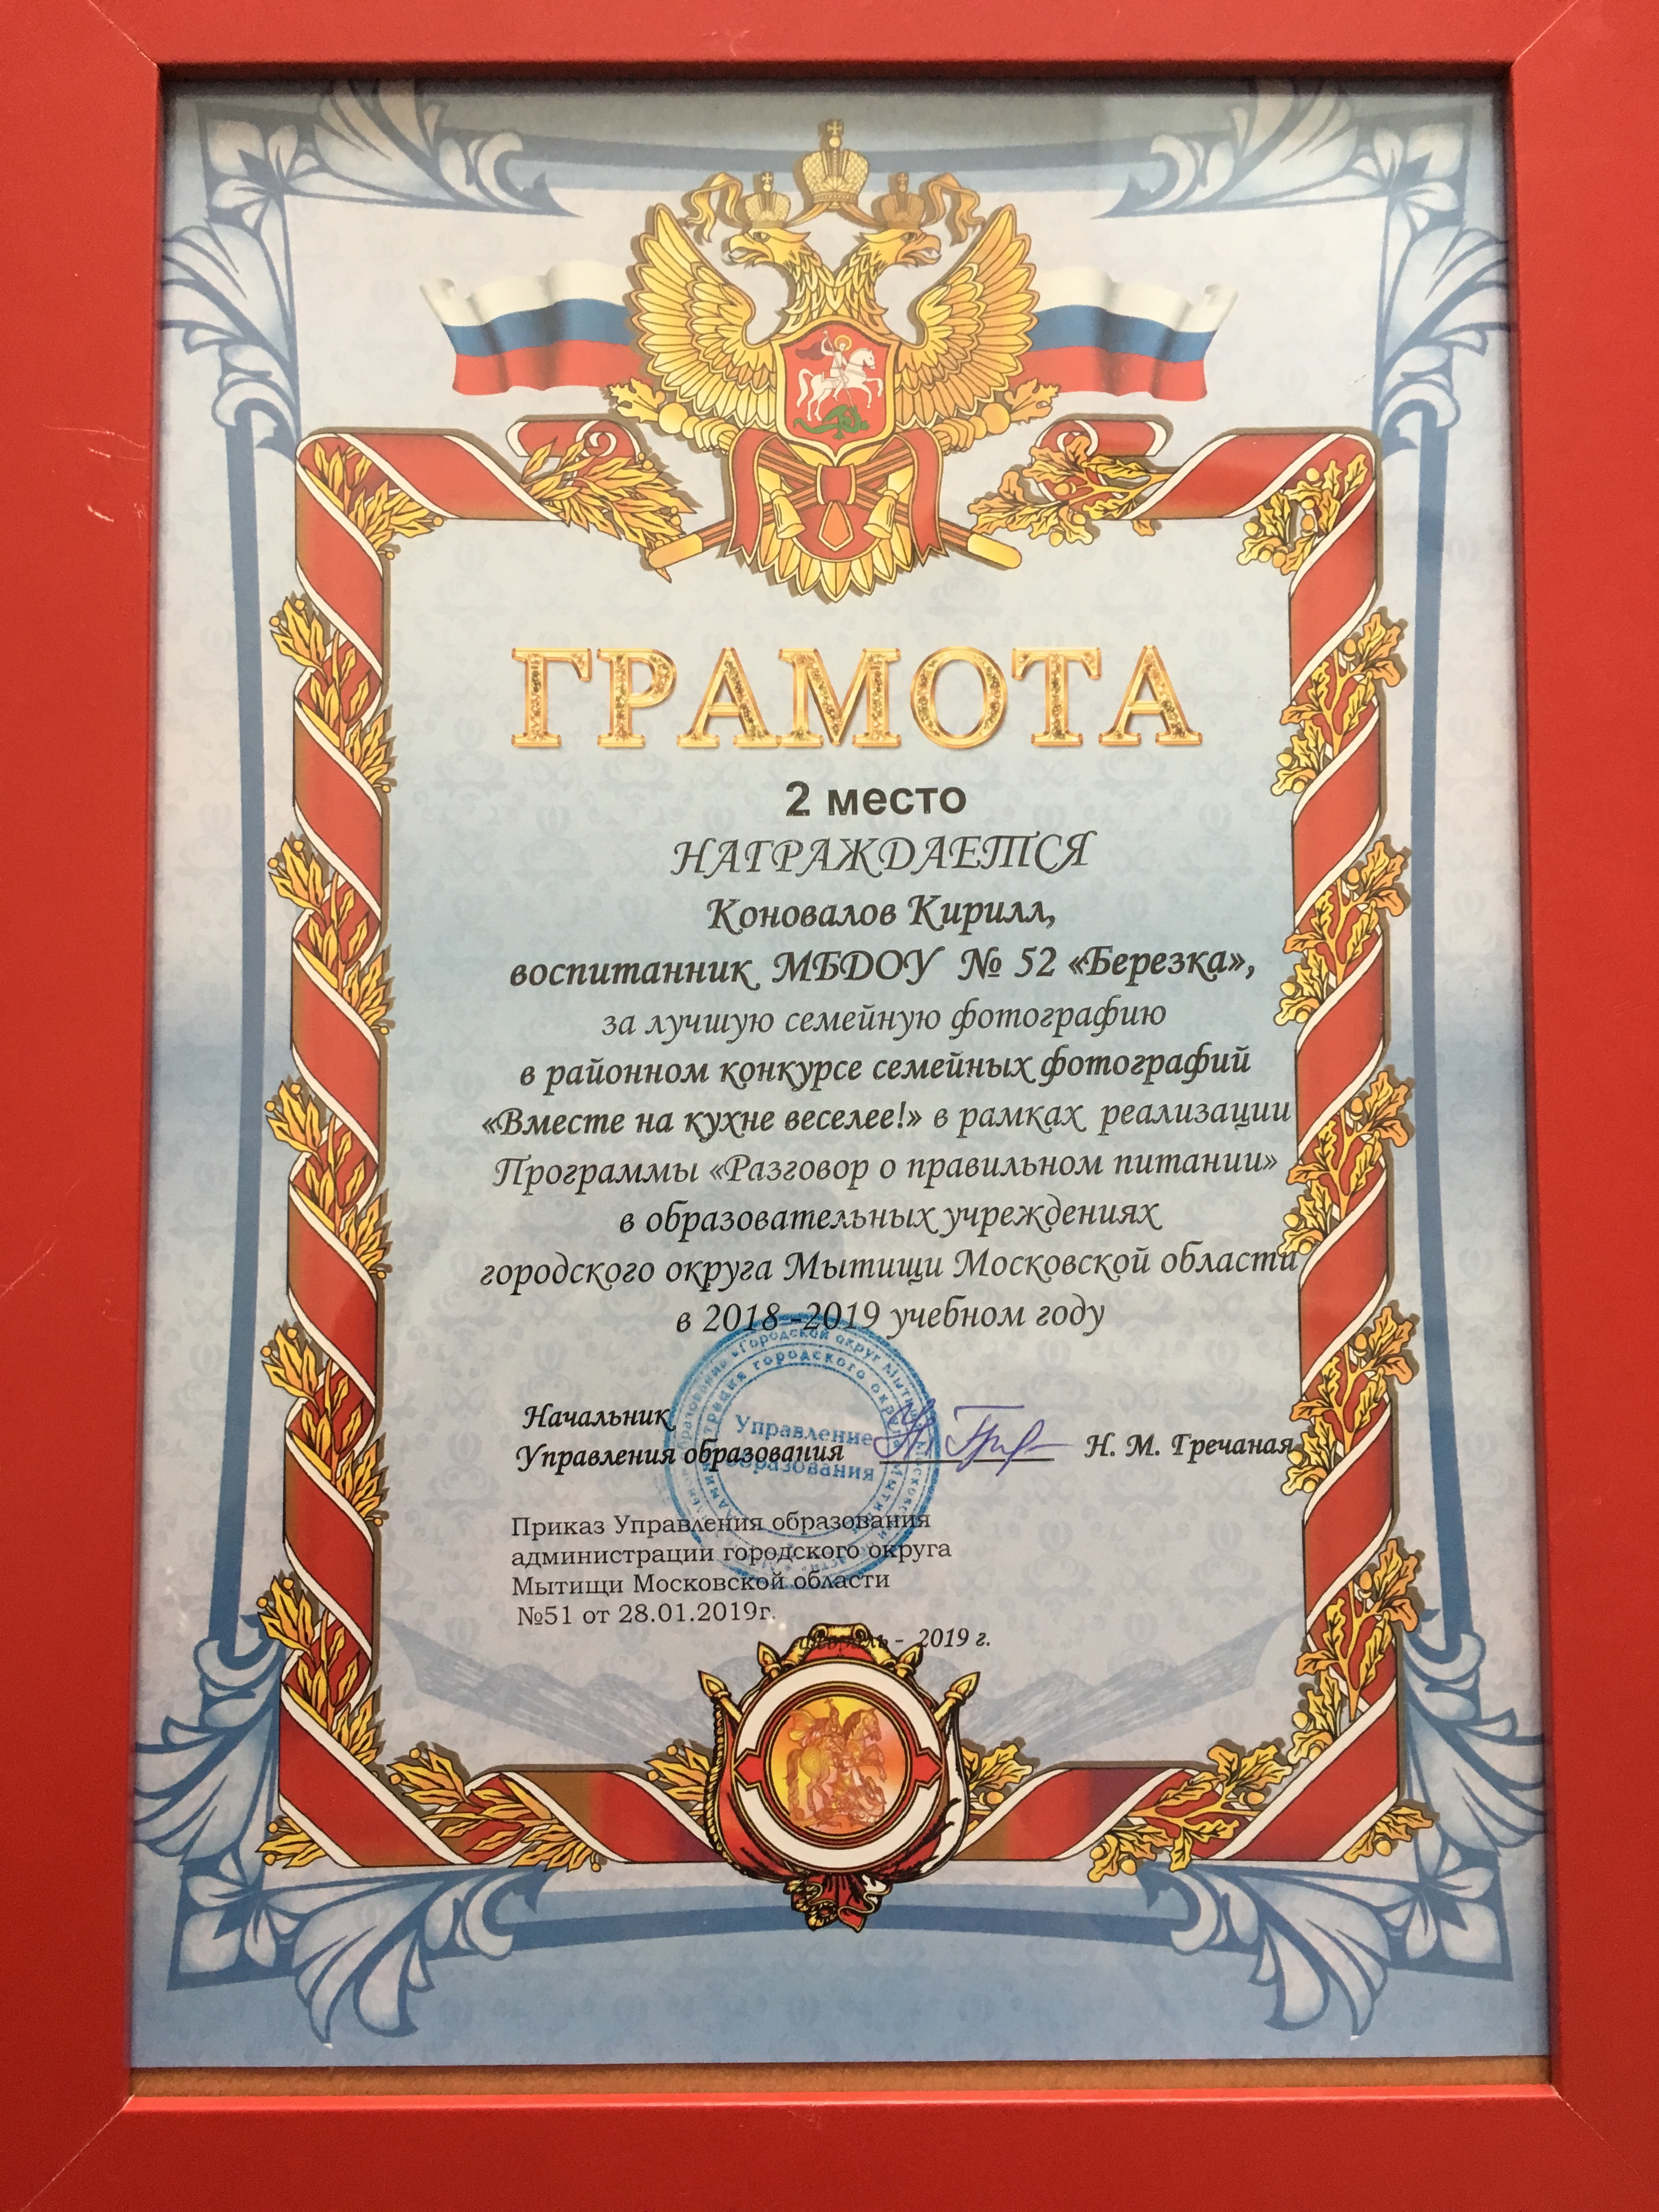 ГРАМОТА
2 место
НАГРАЖДАЕТСЯ
Коновалов Кирилл,
воспитанник МБДОУ № 52 «Березка»,
за лучшую семейную фотографию
в районном конкурсе семейных фотографий
«Вместе на кухне веселее!» в рамках реализации
Программы «Разговор о правильном питании»
в образовательных учреждениях
городского округа Мытищи Московской области
в 2018 -2019 учебном году
Начальник
Управления образования Н. М. Гречаная
Управление
образования
Приказ Управления образования
администрации городского округа
Мытищи Московской области
№51 от 28.01.2019г.
февраль - 2019 г.